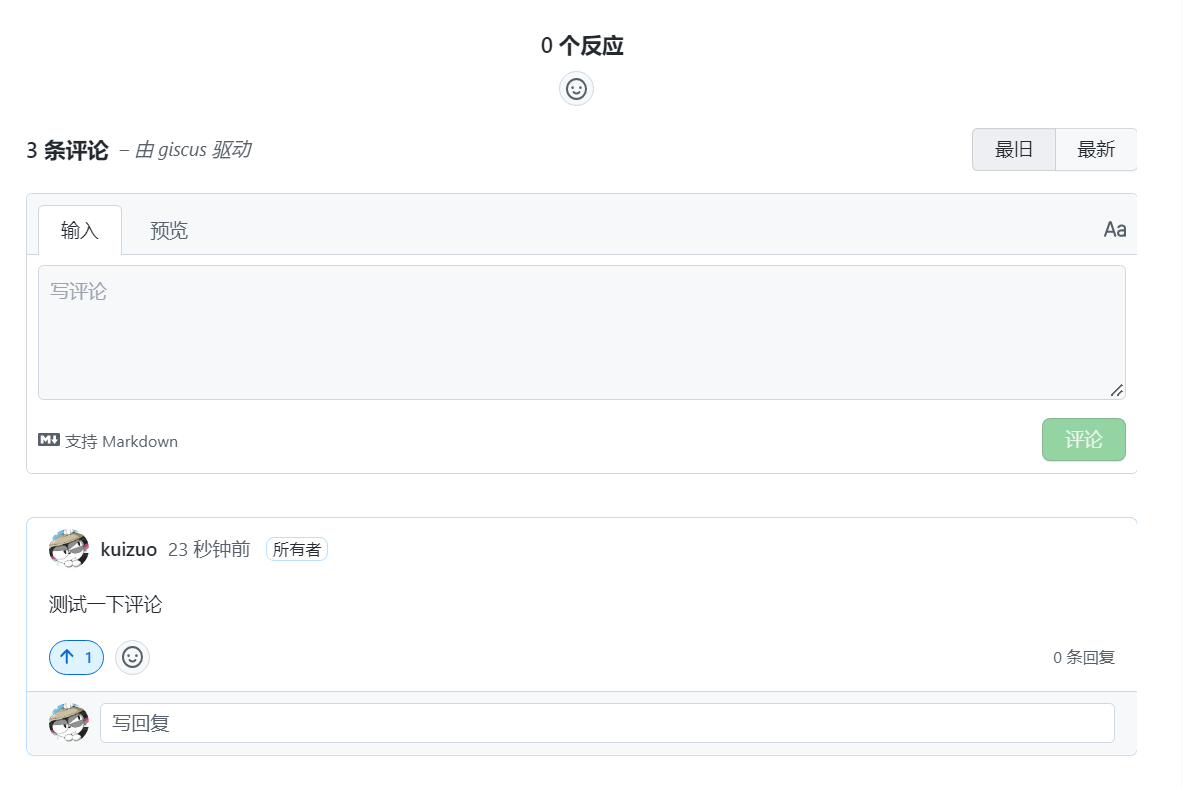 0 个反应
3 条评论 – 由 giscus 驱动
最旧 最新
输入 预览 Aa
写评论
M↓ 支持 Markdown
评论
kuizuo 23 秒钟前 所有者
测试一下评论
↑ 1
0 条回复
写回复